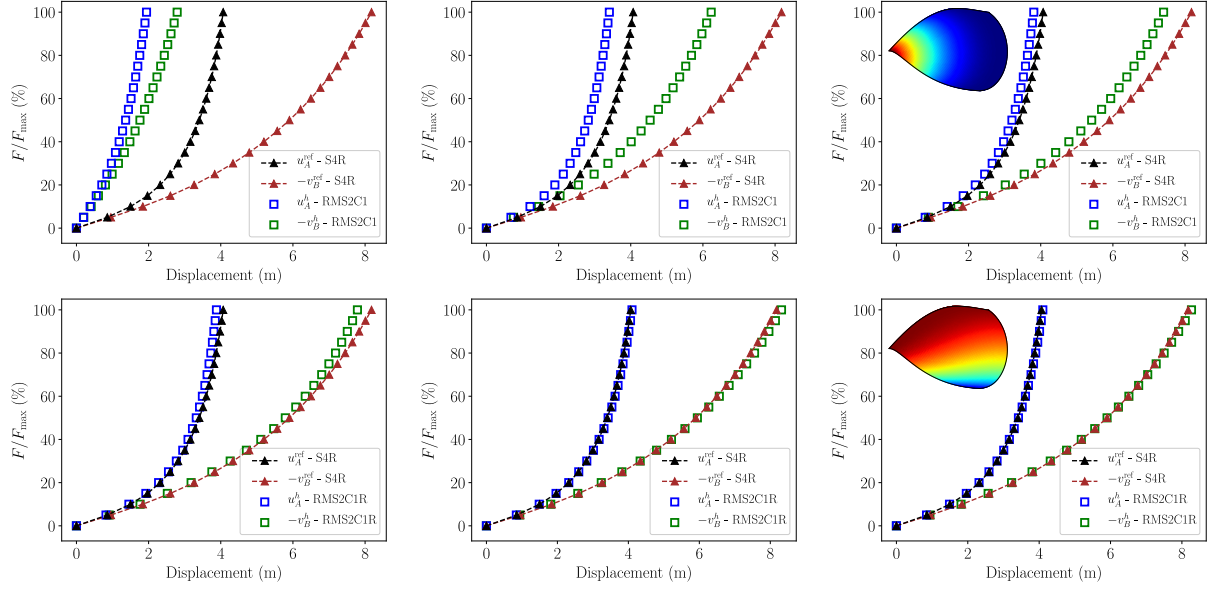 F/F_max (%)
100
80
60
40
20
0
u_A^ref - S4R
-v_B^ref - S4R
u_A^h - RMS2C1
-v_B^h - RMS2C1
0 2 4 6 8
Displacement (m)
F/F_max (%)
100
80
60
40
20
0
u_A^ref - S4R
-v_B^ref - S4R
u_A^h - RMS2C1
-v_B^h - RMS2C1
0 2 4 6 8
Displacement (m)
F/F_max (%)
100
80
60
40
20
0
u_A^ref - S4R
-v_B^ref - S4R
u_A^h - RMS2C1
-v_B^h - RMS2C1
0 2 4 6 8
Displacement (m)
F/F_max (%)
100
80
60
40
20
0
u_A^ref - S4R
-v_B^ref - S4R
u_A^h - RMS2C1R
-v_B^h - RMS2C1R
0 2 4 6 8
Displacement (m)
F/F_max (%)
100
80
60
40
20
0
u_A^ref - S4R
-v_B^ref - S4R
u_A^h - RMS2C1R
-v_B^h - RMS2C1R
0 2 4 6 8
Displacement (m)
F/F_max (%)
100
80
60
40
20
0
u_A^ref - S4R
-v_B^ref - S4R
u_A^h - RMS2C1R
-v_B^h - RMS2C1R
0 2 4 6 8
Displacement (m)